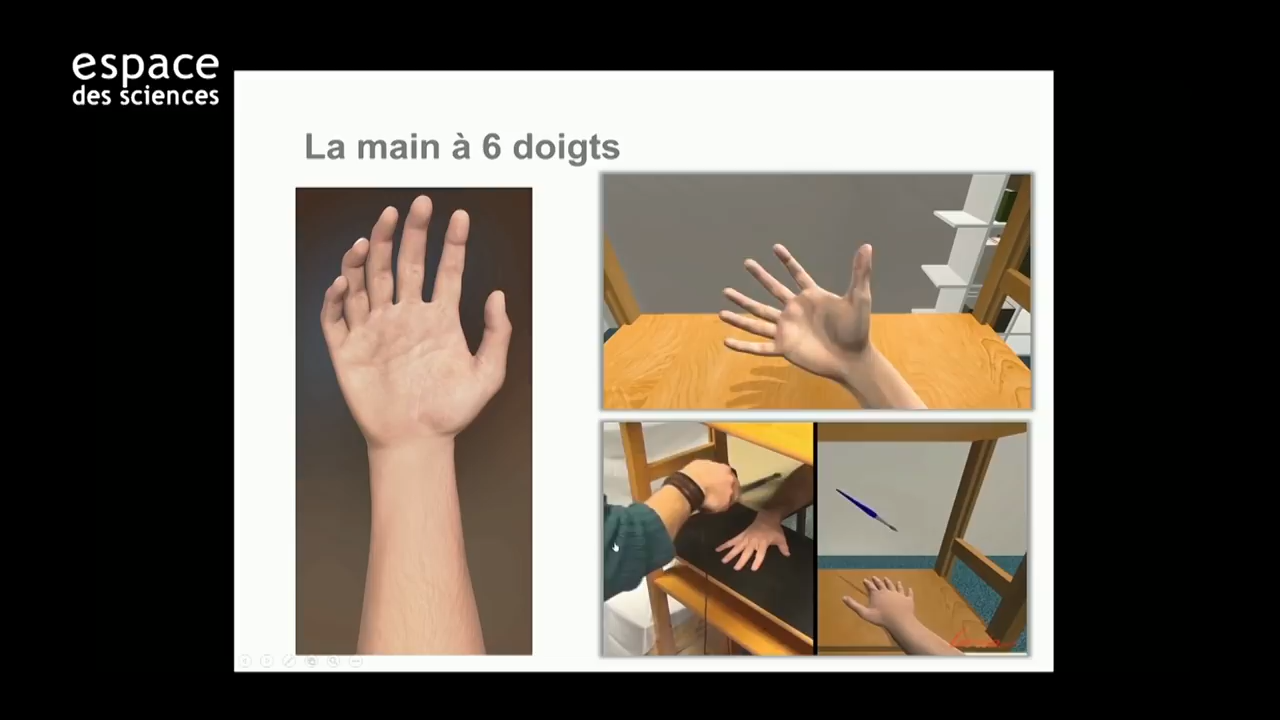 espace
des sciences
La main à 6 doigts